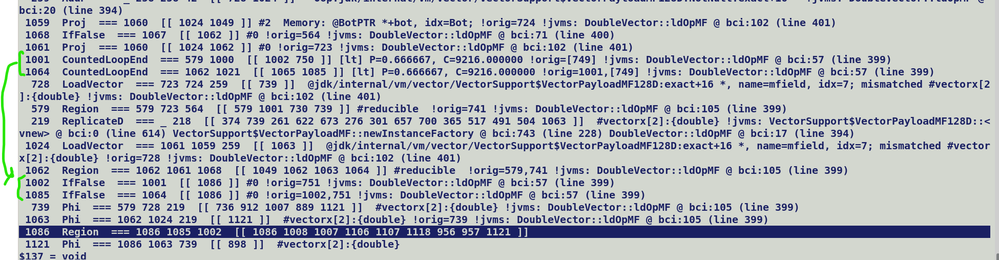 bci:20 (line 394)
1059 Proj === 1060 [[ 1024 1049 ]] #2 Memory: @BotPTR *+bot, idx=Bot; !orig=724 !jvms: DoubleVector::ldOpMF @ bci:102 (line 401)
1068 IfFalse === 1067 [[ 1062 ]] #0 !orig=564 !jvms: DoubleVector::ldOpMF @ bci:71 (line 400)
1061 Proj === 1060 [[ 1024 1062 ]] #0 !orig=723 !jvms: DoubleVector::ldOpMF @ bci:102 (line 401)
1001 CountedLoopEnd === 579 1000 [[ 1002 750 ]] [lt] P=0.666667, C=9216.000000 !orig=[749] !jvms: DoubleVector::ldOpMF @ bci:57 (line 399)
1064 CountedLoopEnd === 1062 1021 [[ 1065 1085 ]] [lt] P=0.666667, C=9216.000000 !orig=1001,[749] !jvms: DoubleVector::ldOpMF @ bci:57 (line 399)
728 LoadVector === 723 724 259 [[ 739 ]] @jdk/internal/vm/vector/VectorSupport$VectorPayloadMF128D:exact+16 *, name=mfield, idx=7; mismatched #vectorx[2
]:{double} !jvms: DoubleVector::ldOpMF @ bci:102 (line 401)
579 Region === 579 723 564 [[ 579 1001 730 739 ]] #reducible !orig=741 !jvms: DoubleVector::ldOpMF @ bci:105 (line 399)
219 ReplicateD === _ 218 [[ 374 739 261 622 673 276 301 657 700 365 517 491 504 1063 ]] #vectorx[2]:{double} !jvms: VectorSupport$VectorPayloadMF128D::<
vnew> @ bci:0 (line 614) VectorSupport$VectorPayloadMF::newInstanceFactory @ bci:743 (line 228) DoubleVector::ldOpMF @ bci:17 (line 394)
1024 LoadVector === 1061 1059 259 [[ 1063 ]] @jdk/internal/vm/vector/VectorSupport$VectorPayloadMF128D:exact+16 *, name=mfield, idx=7; mismatched #vector
x[2]:{double} !orig=728 !jvms: DoubleVector::ldOpMF @ bci:102 (line 401)
1062 Region === 1062 1061 1068 [[ 1049 1062 1063 1064 ]] #reducible !orig=579,741 !jvms: DoubleVector::ldOpMF @ bci:105 (line 399)
1002 IfFalse === 1001 [[ 1086 ]] #0 !orig=751 !jvms: DoubleVector::ldOpMF @ bci:57 (line 399)
1085 IfFalse === 1064 [[ 1086 ]] #0 !orig=1002,751 !jvms: DoubleVector::ldOpMF @ bci:57 (line 399)
739 Phi === 579 728 219 [[ 736 912 1007 889 1121 ]] #vectorx[2]:{double} !jvms: DoubleVector::ldOpMF @ bci:105 (line 399)
1063 Phi === 1062 1024 219 [[ 1121 ]] #vectorx[2]:{double} !orig=739 !jvms: DoubleVector::ldOpMF @ bci:105 (line 399)
1086 Region === 1086 1085 1002 [[ 1086 1008 1007 1106 1107 1118 956 957 1121 ]]
1121 Phi === 1086 1063 739 [[ 898 ]] #vectorx[2]:{double}
$137 = void